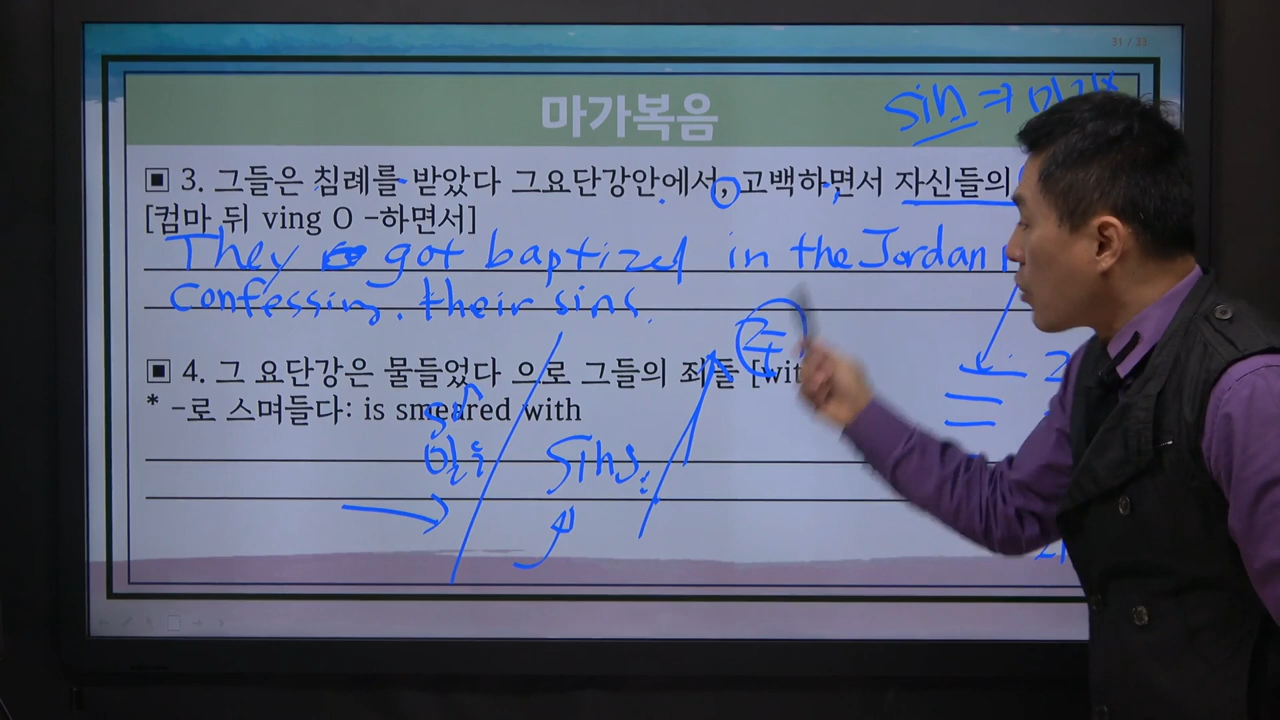 31 / 33
마가복음
sin ⇒
▣ 3. 그들은 침례를 받았다 그요단강안에서, 고백하면서 자신들의
[컴마 뒤 ving O –하면서]
They got baptized in the Jordan
confessing. their sins.
▣ 4. 그 요단강은 물들었다 으로 그들의 죄들 [wit
* –로 스며들다: is smeared with
sins